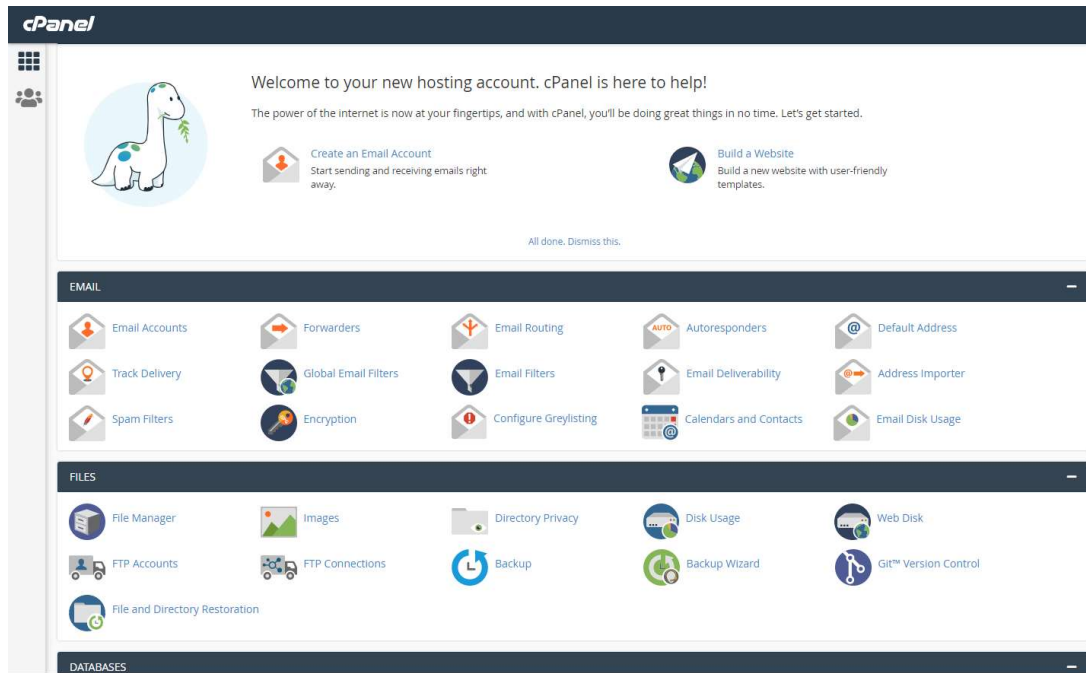 cPanel
Welcome to your new hosting account. cPanel is here to help!
The power of the internet is now at your fingertips, and with cPanel, you'll be doing great things in no time. Let's get started.
Create an Email Account
Start sending and receiving emails right
away.
Build a Website
Build a new website with user-friendly
templates.
All done. Dismiss this.
EMAIL
Email Accounts
Forwarders
Email Routing
AUTO
Autoresponders
@
Default Address
Track Delivery
Global Email Filters
Email Filters
Email Deliverability
@
Address Importer
Spam Filters
Encryption
Configure Greylisting
@
Calendars and Contacts
Email Disk Usage
FILES
File Manager
Images
Directory Privacy
Disk Usage
Web Disk
FTP Accounts
FTP Connections
Backup
Backup Wizard
Git™ Version Control
File and Directory Restoration
DATABASES